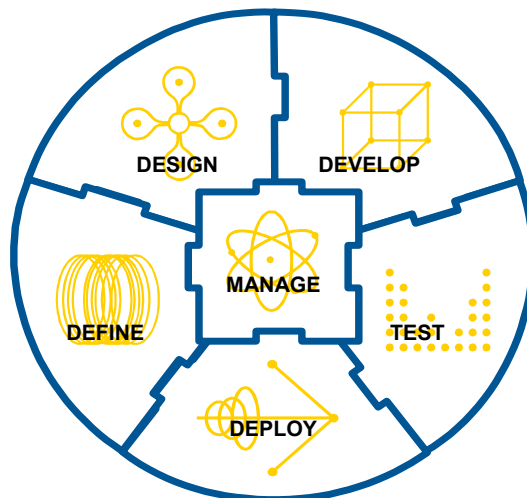 DESIGN
DEVELOP
MANAGE
DEFINE
TEST
DEPLOY